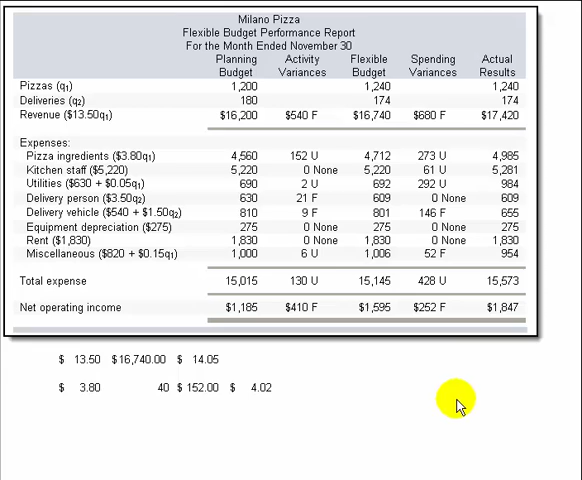 Milano Pizza
Flexible Budget Performance Report
For the Month Ended November 30
Planning Activity Flexible Spending Actual
Budget Variances Budget Variances Results
Pizzas (q1) 1,200 1,240 1,240
Deliveries (q2) 180 174 174
Revenue ($13.50q1) $16,200 $540 F $16,740 $680 F $17,420
Expenses:
Pizza ingredients ($3.80q1) 4,560 152 U 4,712 273 U 4,985
Kitchen staff ($5,220) 5,220 0 None 5,220 61 U 5,281
Utilities ($630 + $0.05q1) 690 2 U 692 292 U 984
Delivery person ($3.50q2) 630 21 F 609 0 None 609
Delivery vehicle ($540 + $1.50q2) 810 9 F 801 146 F 655
Equipment depreciation ($275) 275 0 None 275 0 None 275
Rent ($1,830) 1,830 0 None 1,830 0 None 1,830
Miscellaneous ($820 + $0.15q1) 1,000 6 U 1,006 52 F 954
Total expense 15,015 130 U 15,145 428 U 15,573
Net operating income $1,185 $410 F $1,595 $252 F $1,847
$ 13.50 $16,740.00 $ 14.05
$ 3.80 40 $ 152.00 $ 4.02